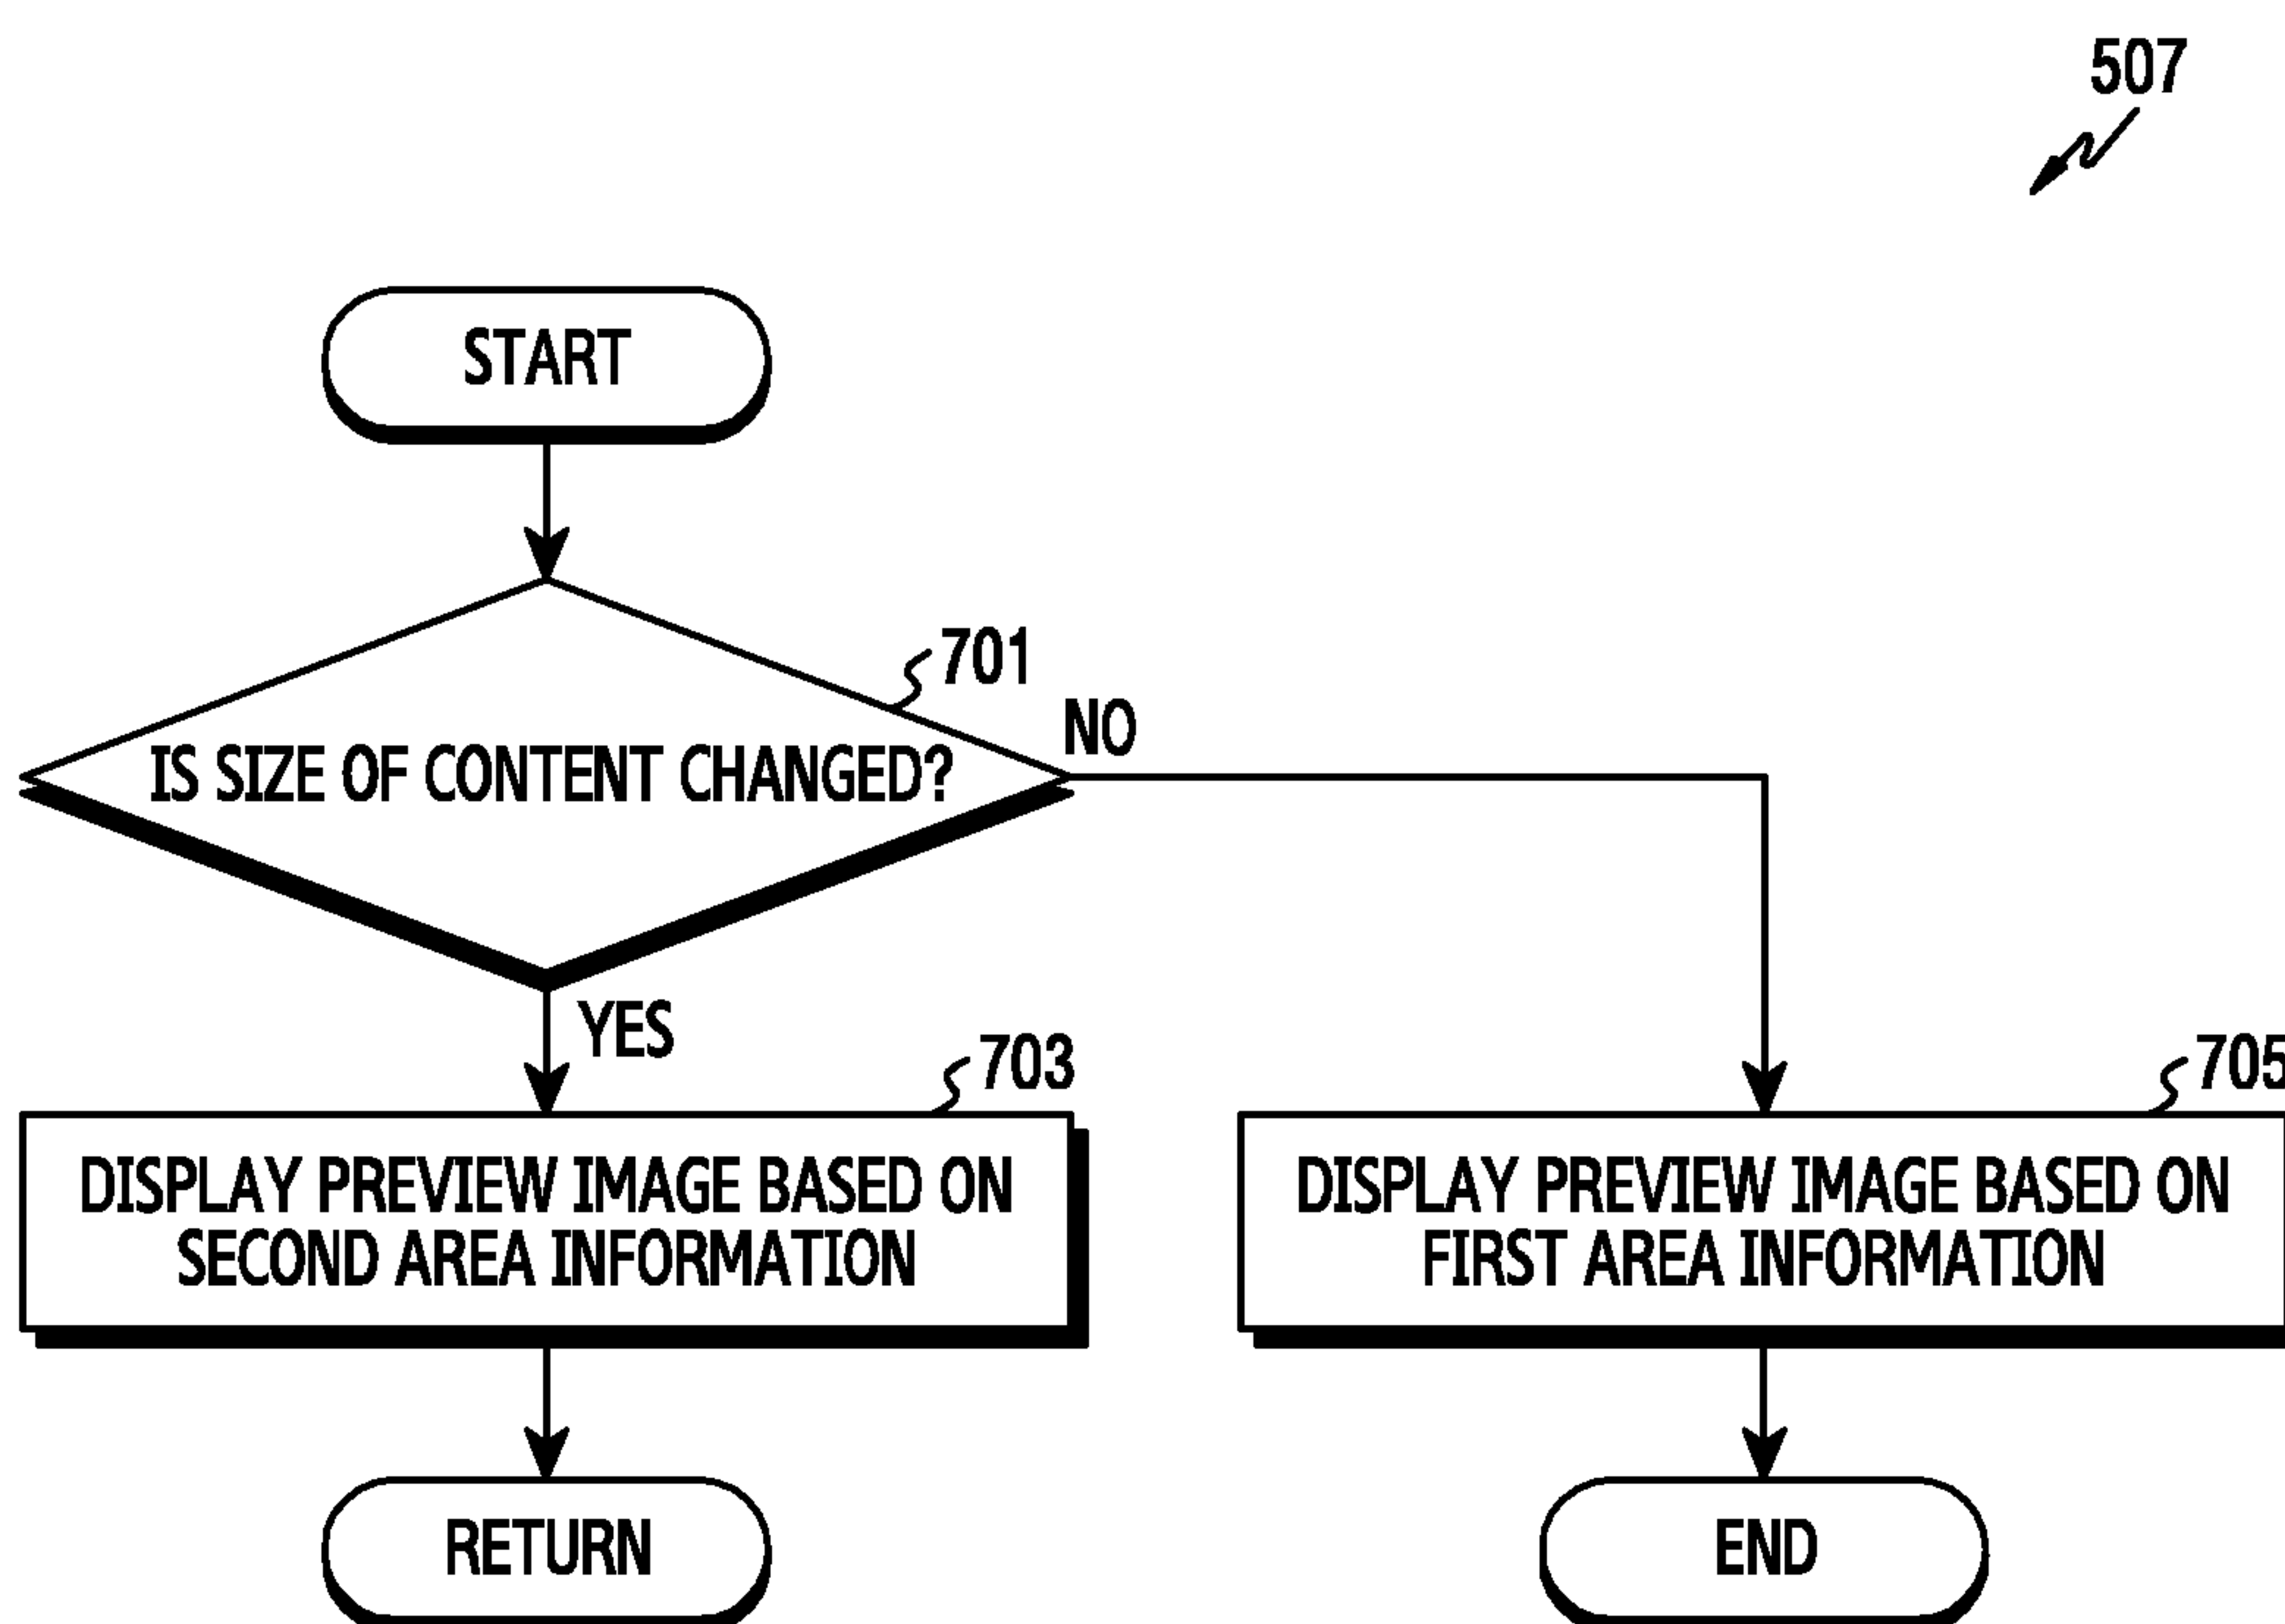 507
START
701
NO
IS SIZE OF CONTENT CHANGED?
YES
703
DISPLAY PREVIEW IMAGE BASED ON
SECOND AREA INFORMATION
705
DISPLAY PREVIEW IMAGE BASED ON
FIRST AREA INFORMATION
RETURN
END